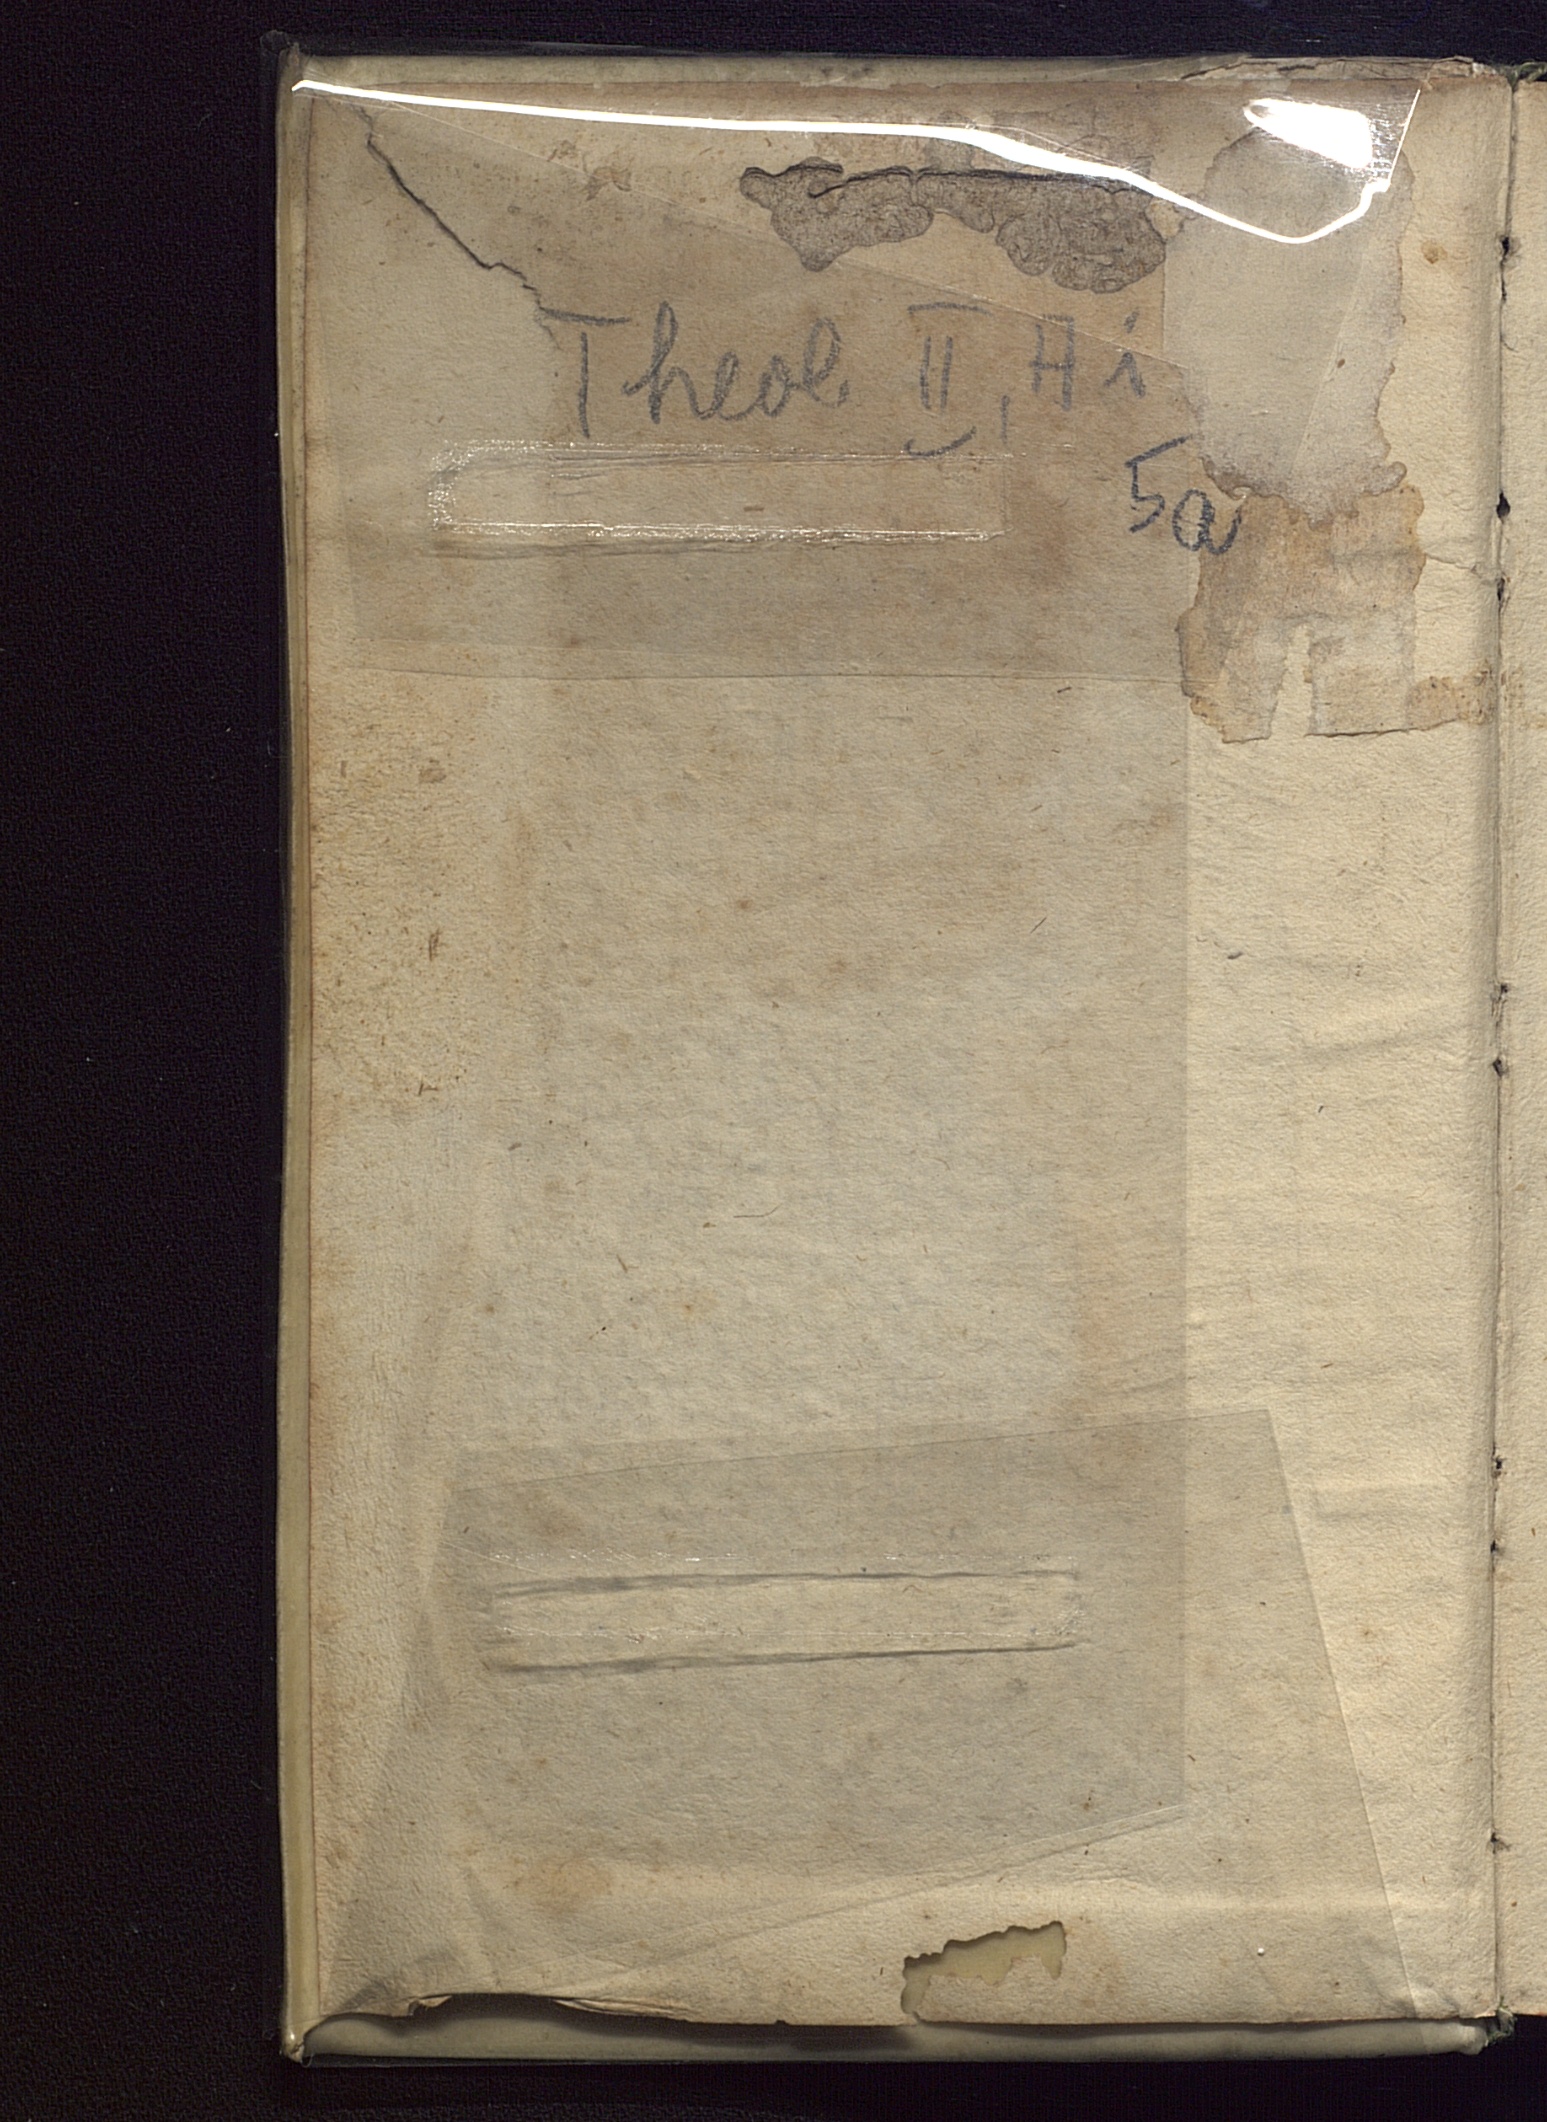 Theol. II, Hi
5a